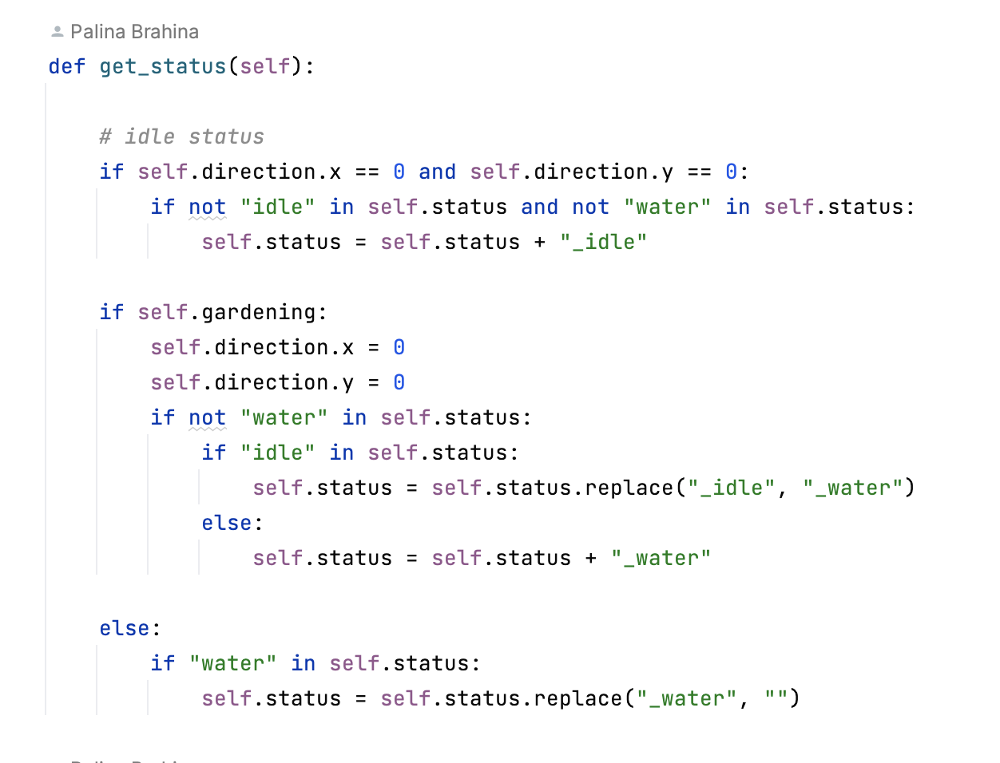 Palina Brahina
def get_status(self):
# idle status
if self.direction.x == 0 and self.direction.y == 0:
if not "idle" in self.status and not "water" in self.status:
self.status = self.status + "_idle"
if self.gardening:
self.direction.x = 0
self.direction.y = 0
if not "water" in self.status:
if "idle" in self.status:
self.status = self.status.replace("_idle", "_water")
else:
self.status = self.status + "_water"
else:
if "water" in self.status:
self.status = self.status.replace("_water", "")